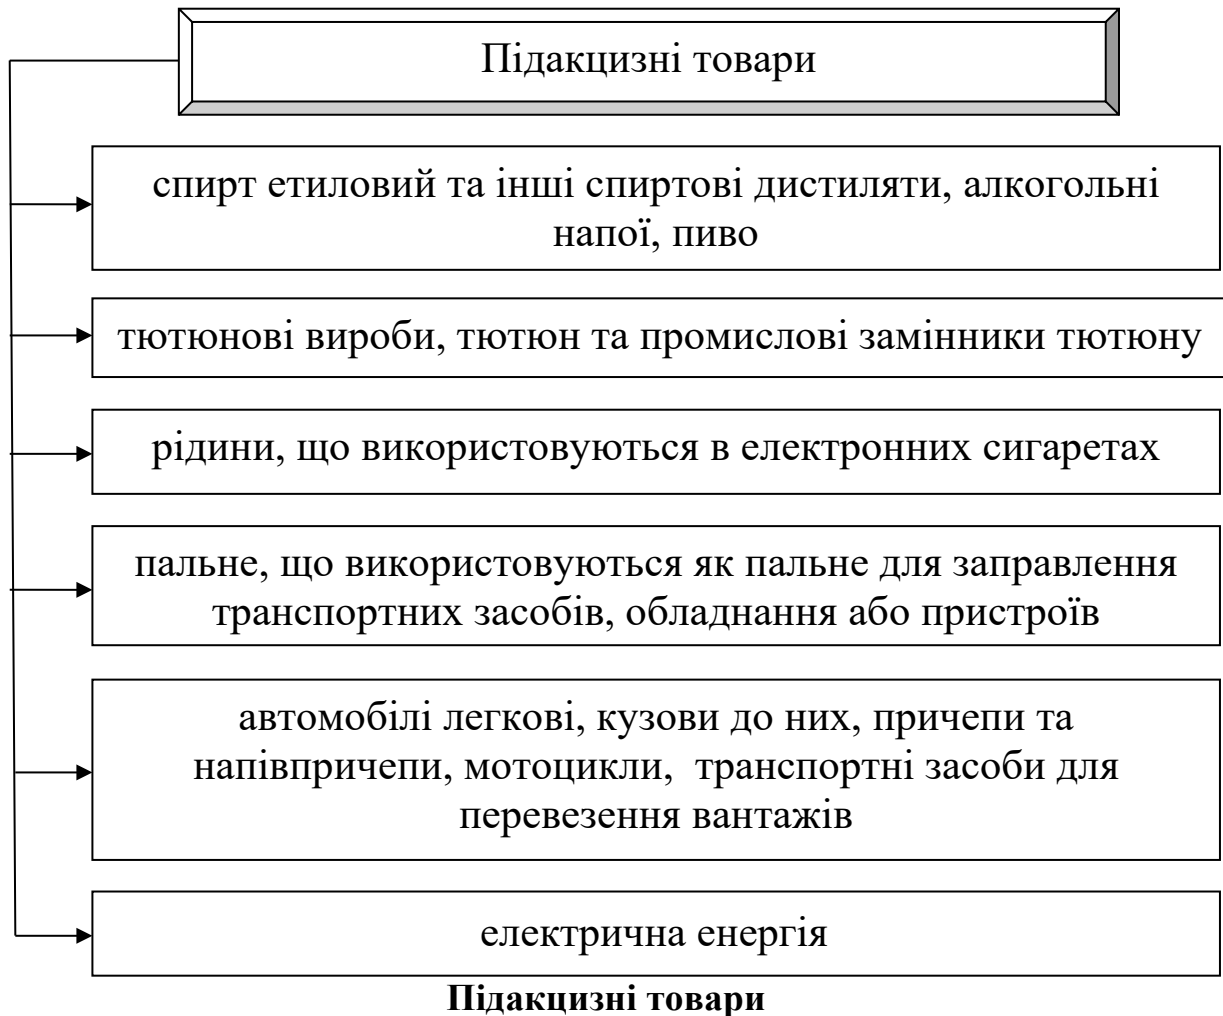 Підакцизні товари
спирт етиловий та інші спиртові дистиляти, алкогольні
напої, пиво
тютюнові вироби, тютюн та промислові замінники тютюну
рідини, що використовуються в електронних сигаретах
пальне, що використовуються як пальне для заправлення
транспортних засобів, обладнання або пристроїв
автомобілі легкові, кузови до них, причепи та
напівпричепи, мотоцикли,  транспортні засоби для
перевезення вантажів
електрична енергія
Підакцизні товари